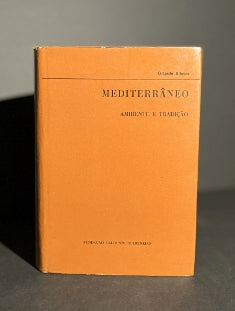 Orlando Ribeiro
MEDITERRÂNEO
AMBIENTE E TRADIÇÃO
FUNDAÇÃO CALOUSTE GULBENKIAN